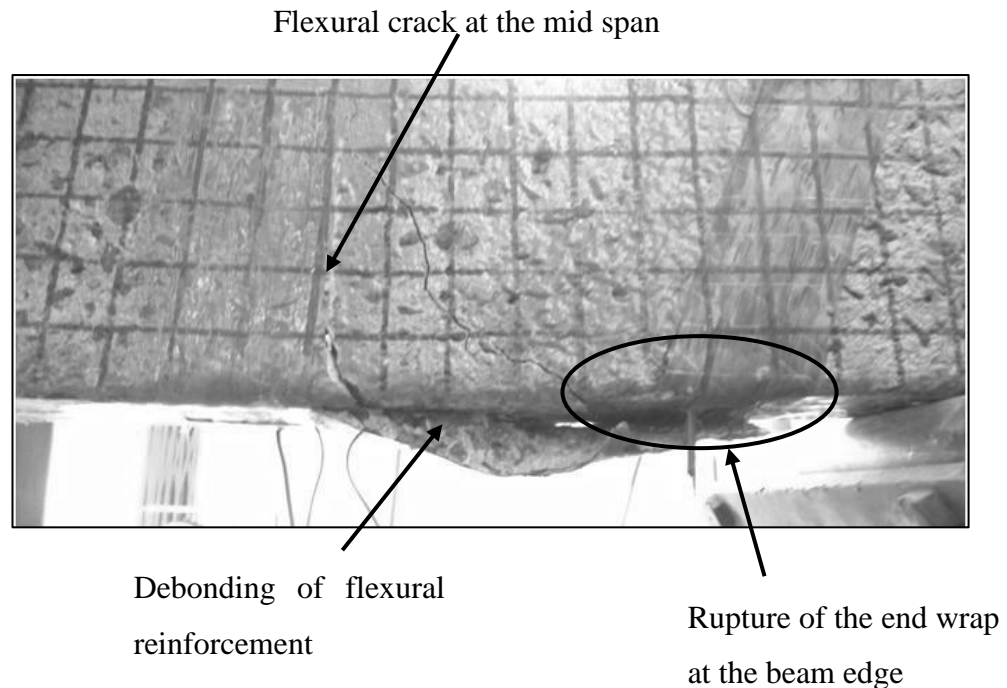 Flexural crack at the mid span
Debonding of flexural
reinforcement
Rupture of the end wrap
at the beam edge